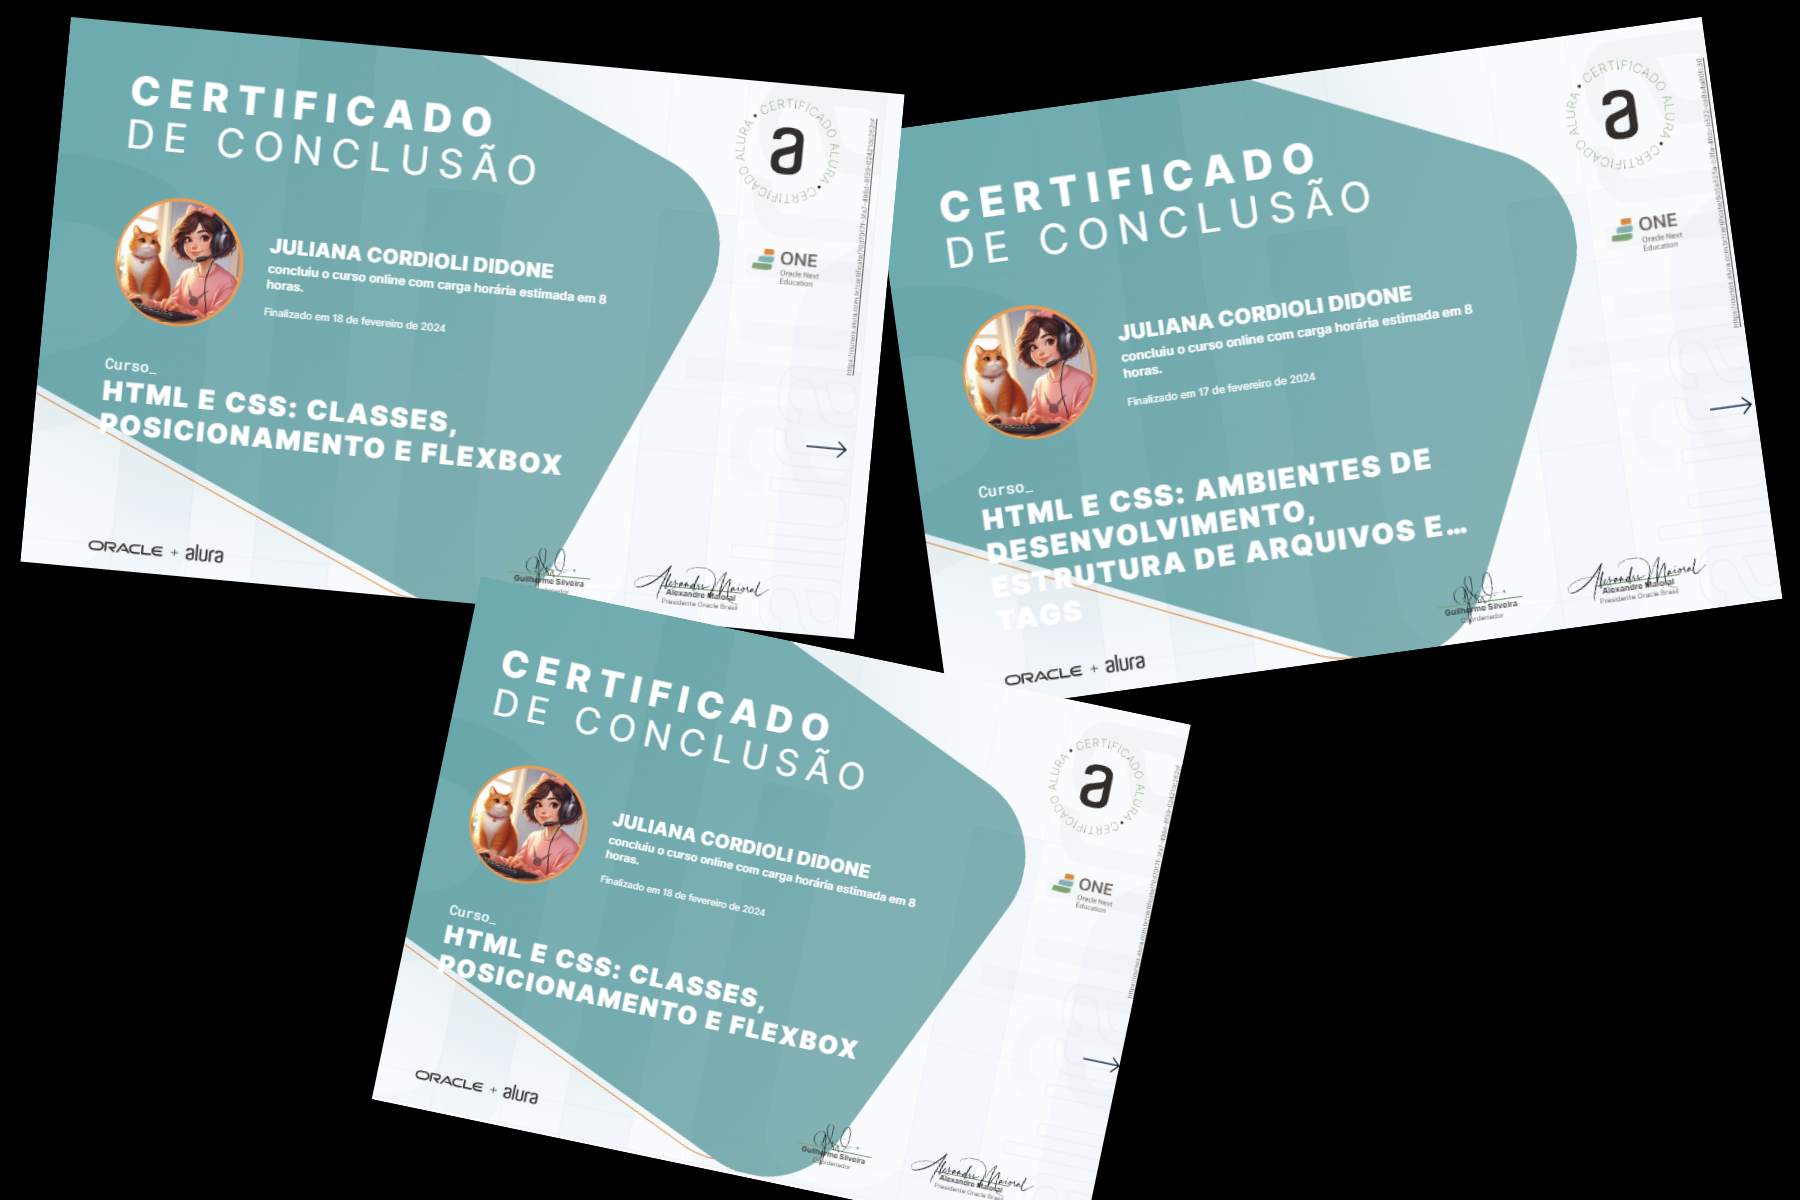 CERTIFICADO
DE CONCLUSÃO
JULIANA CORDIOLI DIDONE
concluiu o curso online com carga horária estimada em 8
horas.
Finalizado em 18 de fevereiro de 2024
Curso_
HTML E CSS: CLASSES,
POSICIONAMENTO E FLEXBOX
ORACLE + alura
Guilherme Silveira
Alexandre Maioral
Presidente Oracle Brasil
CERTIFICADO ALURA • CERTIFICADO ALURA •
a
ONE
Oracle Next
Education
CERTIFICADO
DE CONCLUSÃO
JULIANA CORDIOLI DIDONE
concluiu o curso online com carga horária estimada em 8
horas.
Finalizado em 17 de fevereiro de 2024
Curso_
HTML E CSS: AMBIENTES DE
DESENVOLVIMENTO,
ESTRUTURA DE ARQUIVOS E...
TAGS
ORACLE + alura
Guilherme Silveira
Coordenador
Alexandre Maioral
Presidente Oracle Brasil
CERTIFICADO ALURA • CERTIFICADO ALURA •
a
ONE
Oracle Next
Education
CERTIFICADO
DE CONCLUSÃO
JULIANA CORDIOLI DIDONE
concluiu o curso online com carga horária estimada em 8
horas.
Finalizado em 18 de fevereiro de 2024
Curso_
HTML E CSS: CLASSES,
POSICIONAMENTO E FLEXBOX
ORACLE + alura
Guilherme Silveira
Coordenador
Alexandre Maioral
Presidente Oracle Brasil
CERTIFICADO ALURA • CERTIFICADO ALURA •
a
ONE
Oracle Next
Education